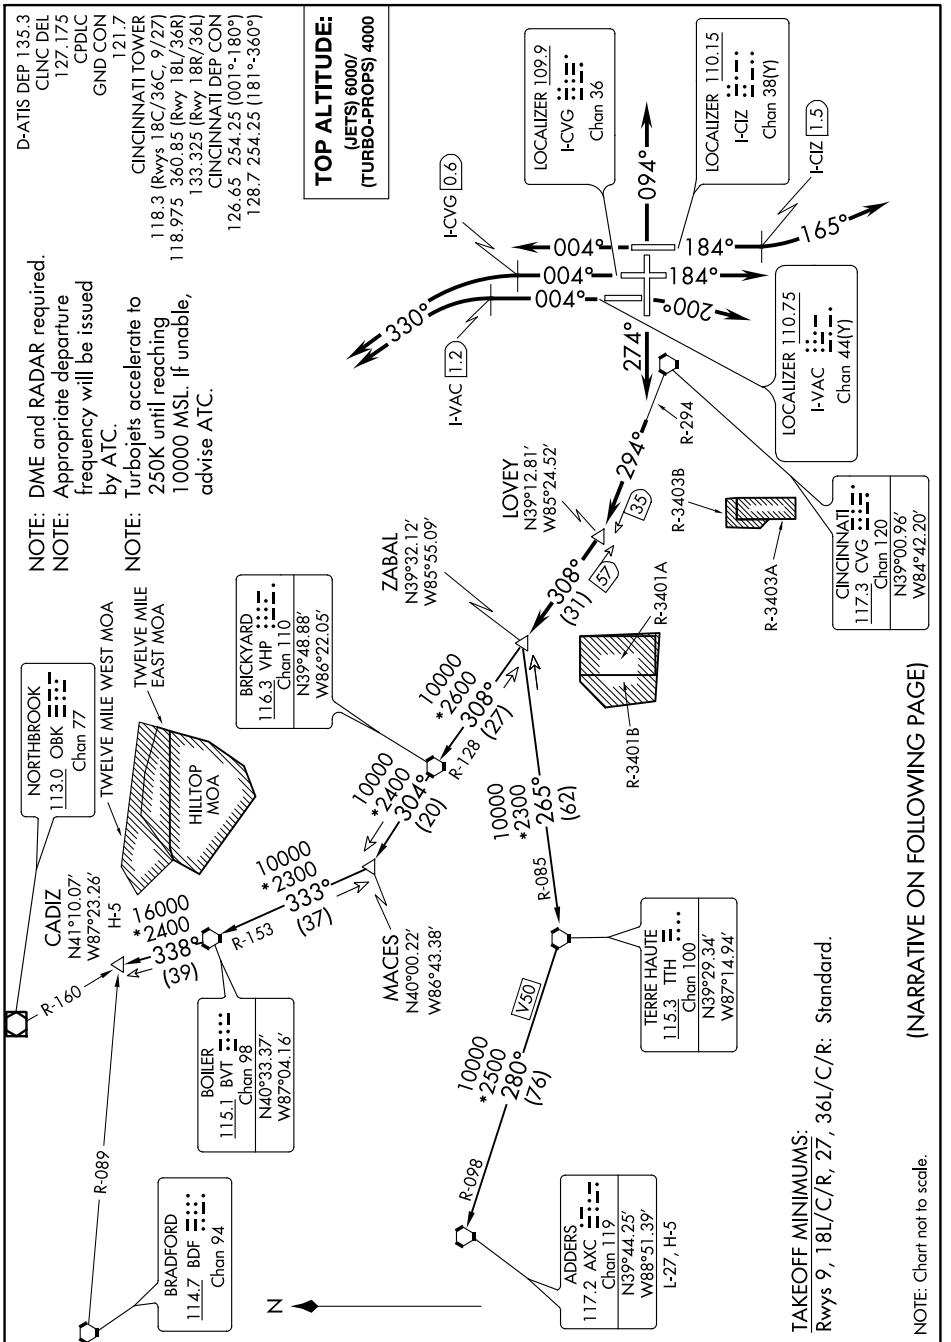 D-ATIS DEP 135.3
CLNC DEL
127.175
CPDLC
GND CON
121.7
CINCINNATI TOWER
118.3 (Rwys 18C/36C, 9/27)
118.975 360.85 (Rwy 18L/36R)
133.325 (Rwy 18R/36L)
CINCINNATI DEP CON
126.65 254.25 (001°-180°)
128.7 254.25 (181°-360°)
TOP ALTITUDE:
(JETS) 6000/
(TURBO-PROPS) 4000
NOTE: DME and RADAR required.
NOTE: Appropriate departure
frequency will be issued
by ATC.
NOTE: Turbojets accelerate to
250K until reaching
10000 MSL. If unable,
advise ATC.
NORTHBROOK
113.0 OBK
Chan 77
TWELVE MILE WEST MOA
TWELVE MILE
EAST MOA
HILLTOP
MOA
CADIZ
N41°10.07'
W87°23.26'
H-5
R-160
R-089
BRADFORD
114.7 BDF
Chan 94
16000
*2400
338°
(39)
BOILER
115.1 BVT
Chan 98
N40°33.37'
W87°04.16'
R-153
10000
*2300
333°
(37)
MACES
N40°00.22'
W86°43.38'
10000
*2400
304°
(20)
BRICKYARD
116.3 VHP
Chan 110
N39°48.88'
W86°22.05'
R-128
10000
*2600
308°
(27)
ZABAL
N39°32.12'
W85°55.09'
308°
(31)
57
35
LOVEY
N39°12.81'
W85°24.52'
294°
R-294
274°
094°
004°
004°
004°
184°
184°
200°
165°
330°
I-CVG 0.6
I-VAC 1.2
I-CIZ 1.5
LOCALIZER 109.9
I-CVG
Chan 36
LOCALIZER 110.15
I-CIZ
Chan 38(Y)
LOCALIZER 110.75
I-VAC
Chan 44(Y)
CINCINNATI
117.3 CVG
Chan 120
N39°00.96'
W84°42.20'
R-3403B
R-3403A
R-3401A
R-3401B
10000
*2300
265°
(62)
R-085
TERRE HAUTE
115.3 TTH
Chan 100
N39°29.34'
W87°14.94'
V50
10000
*2500
280°
(76)
R-098
ADDERS
117.2 AXC
Chan 119
N39°44.25'
W88°51.39'
L-27, H-5
N
TAKEOFF MINIMUMS:
Rwys 9, 18L/C/R, 27, 36L/C/R: Standard.
(NARRATIVE ON FOLLOWING PAGE)
NOTE: Chart not to scale.